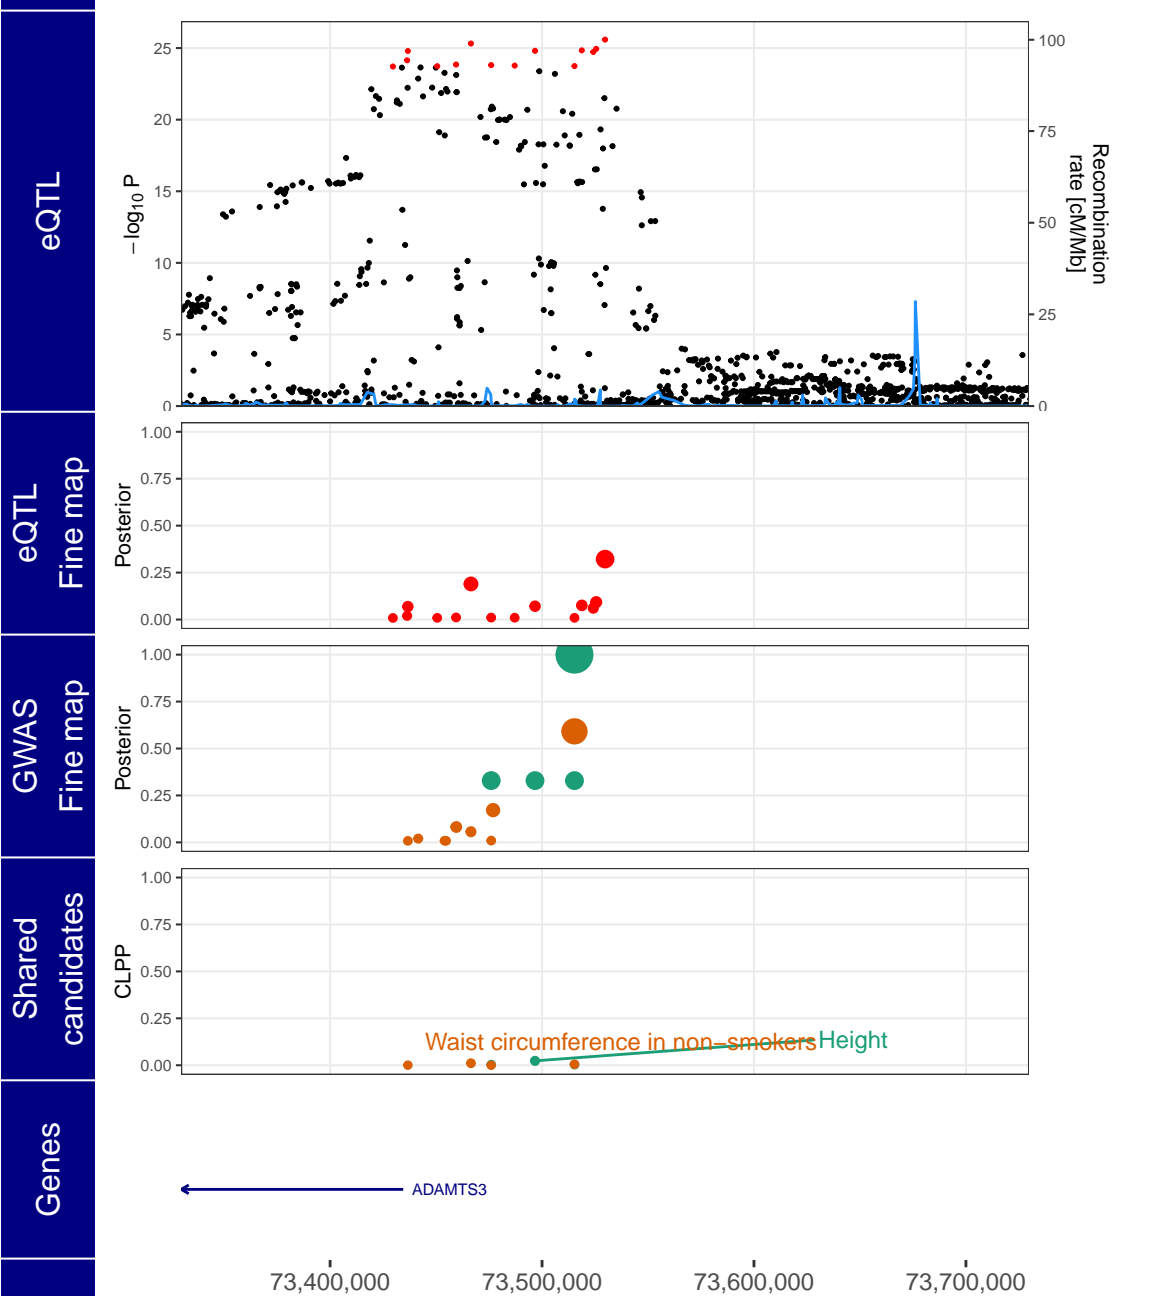 eQTL
−log10 P
25
20
15
10
5
0
100
75
50
25
0
Recombination
rate [cM/Mb]
eQTL
Fine map
Posterior
1.00
0.75
0.50
0.25
0.00
GWAS
Fine map
Posterior
1.00
0.75
0.50
0.25
0.00
Shared
candidates
CLPP
1.00
0.75
0.50
0.25
0.00
Waist circumference in non−smokers
Height
Genes
ADAMTS3
73,400,000
73,500,000
73,600,000
73,700,000